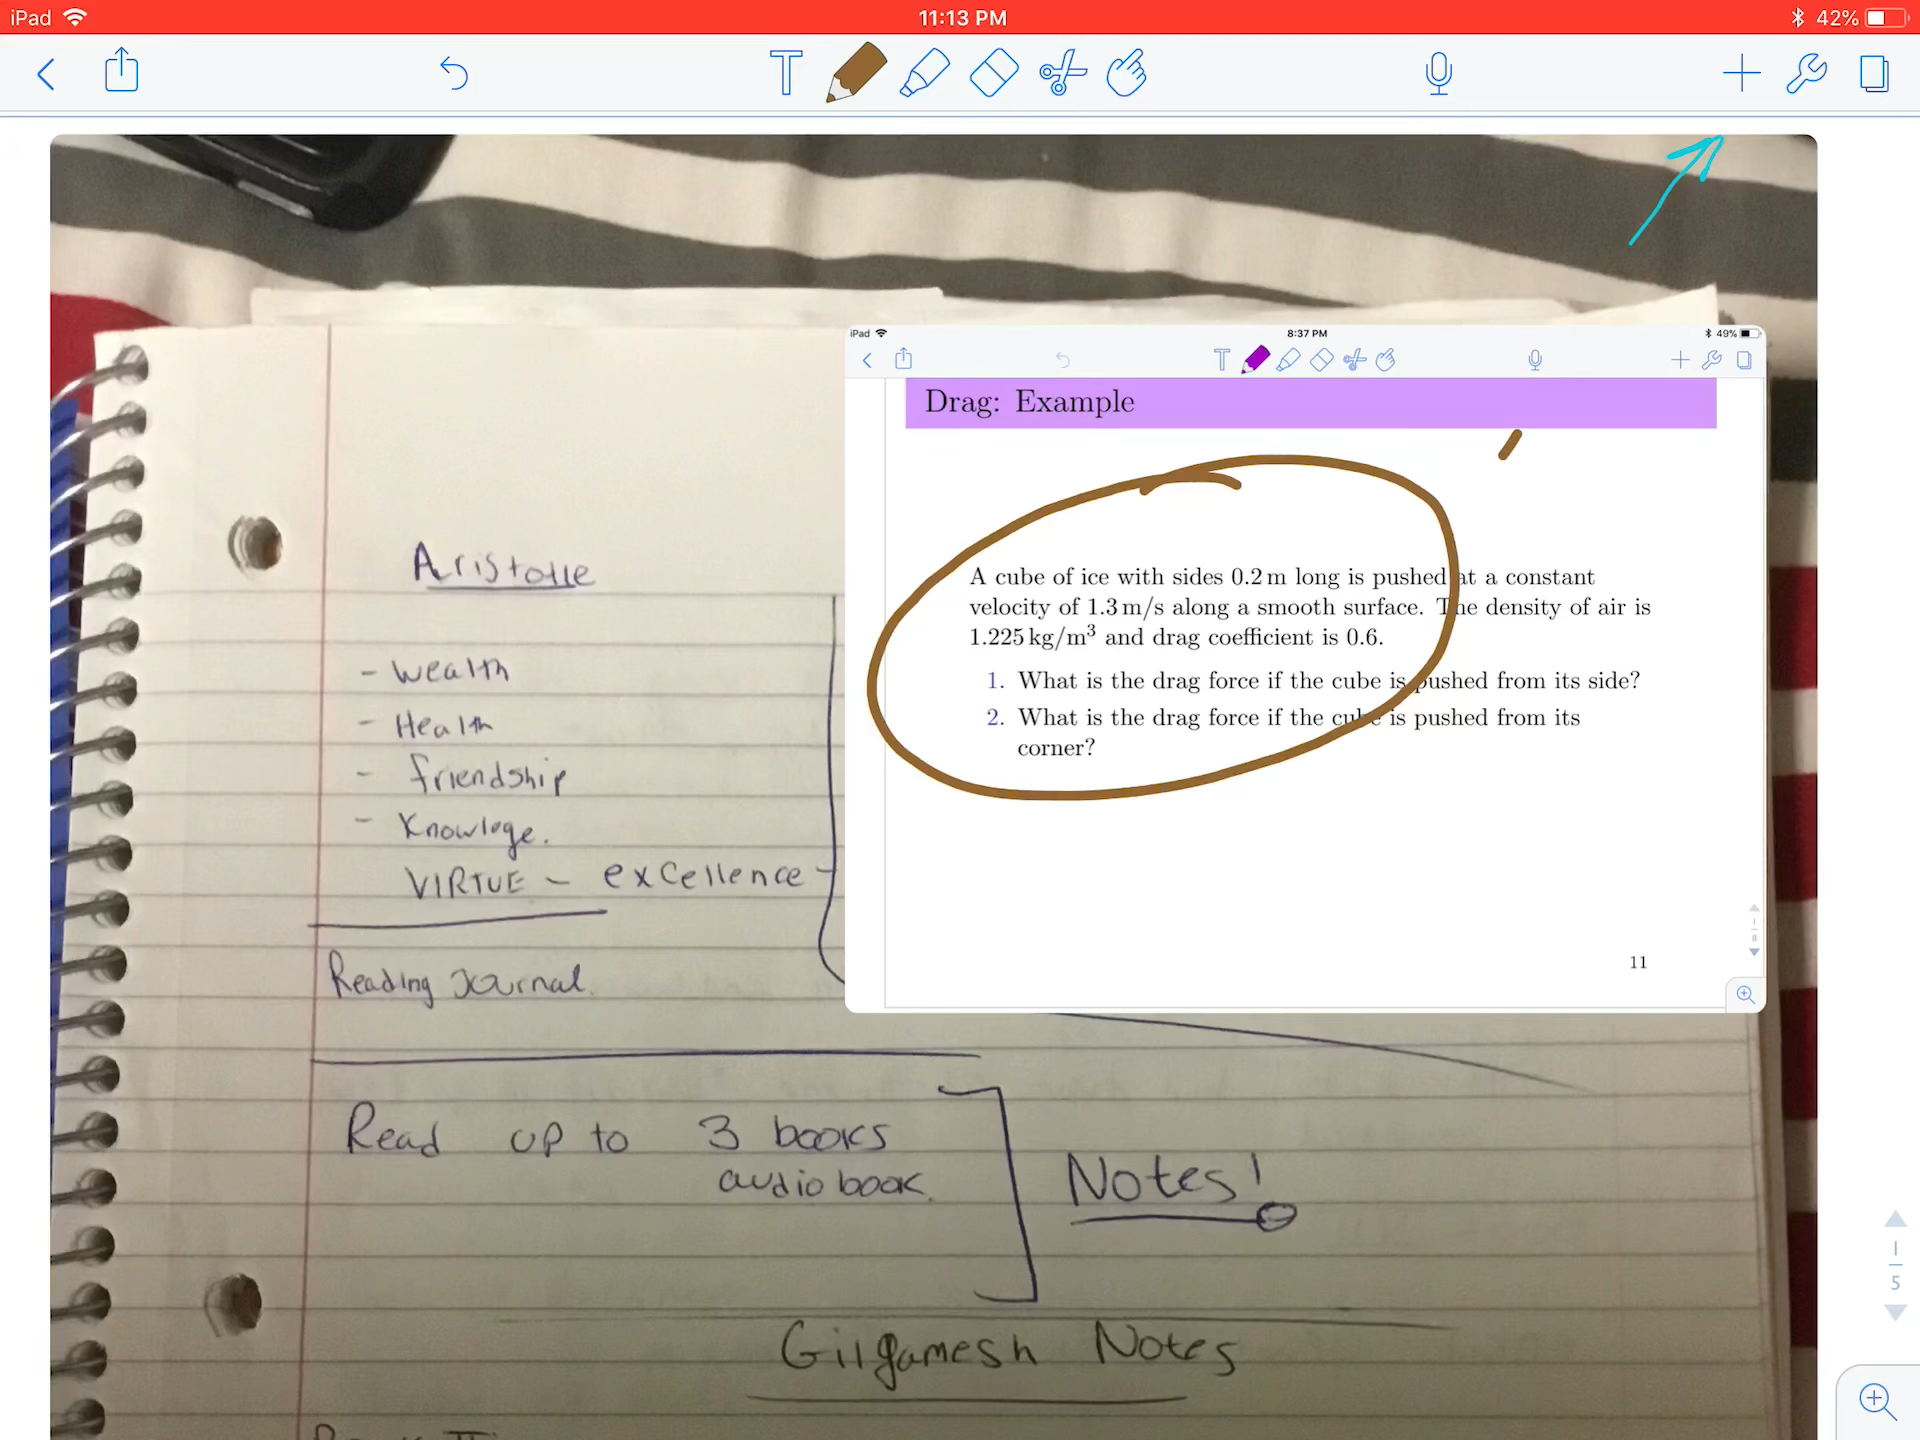 iPad
11:13 PM
42%
T
iPad
8:37 PM
49%
T
Drag: Example
A cube of ice with sides 0.2 m long is pushed at a constant
velocity of 1.3 m/s along a smooth surface. The density of air is
1.225 kg/m³ and drag coefficient is 0.6.
1. What is the drag force if the cube is pushed from its side?
2. What is the drag force if the cube is pushed from its
corner?
1
8
11
Aristotle
- Wealth
- Health
- friendship
- Knowlege.
VIRTUE - excellence -
Reading Journal.
Read up to 3 books
audiobook.
Notes!
Gilgamesh Notes
1
5